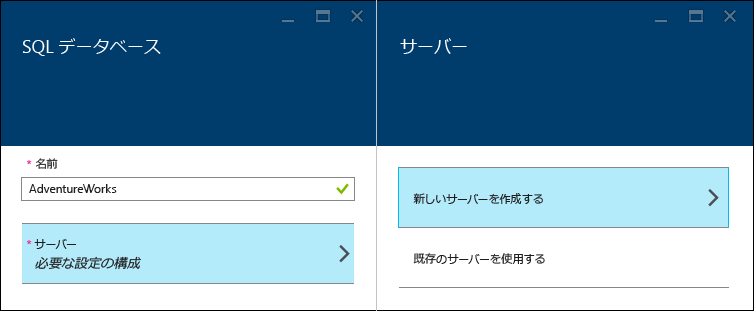 SQL データベース
* 名前
AdventureWorks
* サーバー
必要な設定の構成
サーバー
新しいサーバーを作成する
既存のサーバーを使用する